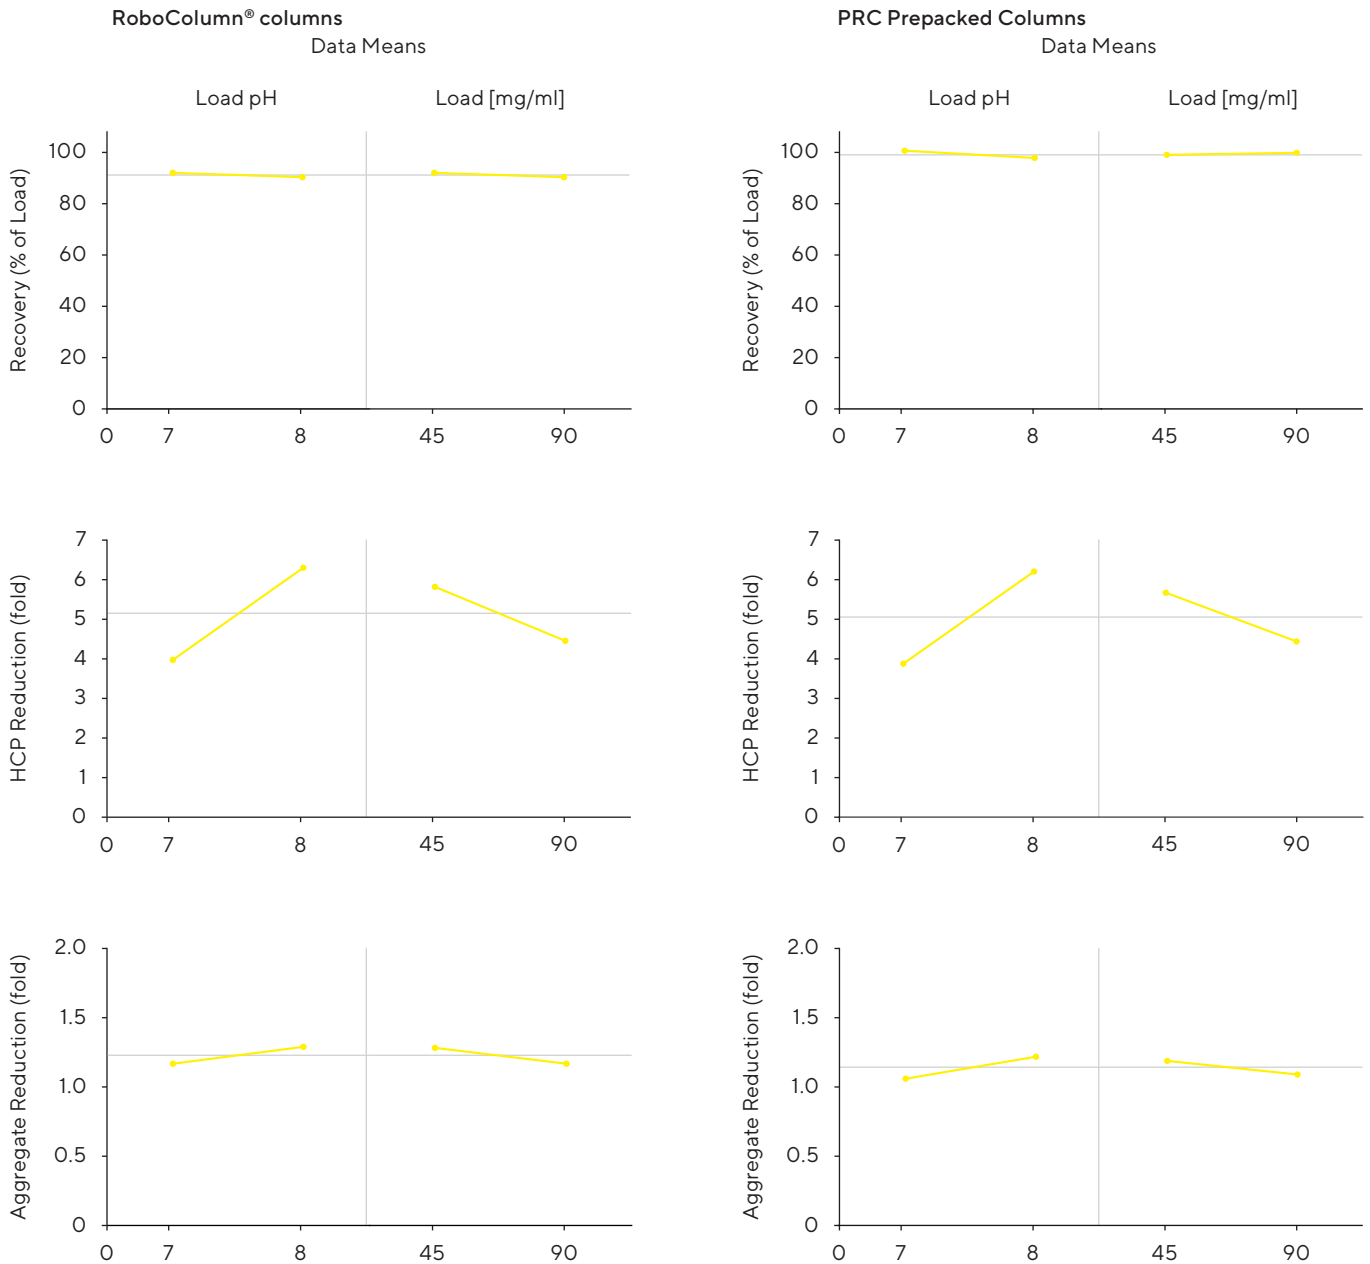 RoboColumn® columns
Data Means
Load pH
Load [mg/ml]
Recovery (% of Load)
100
80
60
40
20
0
0 7 8 45 90
HCP Reduction (fold)
7
6
5
4
3
2
1
0
0 7 8 45 90
Aggregate Reduction (fold)
2.0
1.5
1.0
0.5
0
0 7 8 45 90
PRC Prepacked Columns
Data Means
Load pH
Load [mg/ml]
Recovery (% of Load)
100
80
60
40
20
0
0 7 8 45 90
HCP Reduction (fold)
7
6
5
4
3
2
1
0
0 7 8 45 90
Aggregate Reduction (fold)
2.0
1.5
1.0
0.5
0
0 7 8 45 90